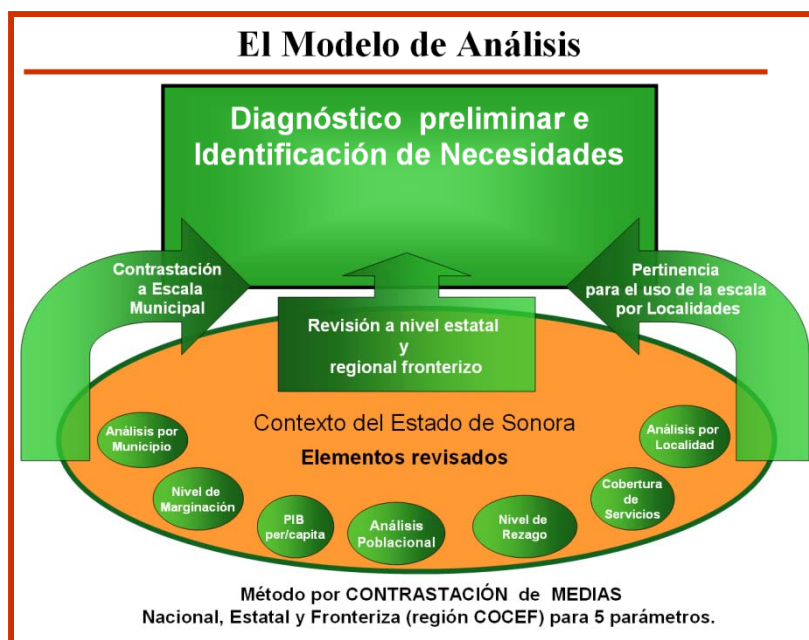 El Modelo de Análisis
Diagnóstico preliminar e
Identificación de Necesidades
Contrastación
a Escala
Municipal
Revisión a nivel estatal
y
regional fronterizo
Pertinencia
para el uso de la escala
por Localidades
Contexto del Estado de Sonora
Elementos revisados
Análisis por
Municipio
Nivel de
Marginación
PIB
per/capita
Análisis
Poblacional
Nivel de
Rezago
Cobertura
de
Servicios
Análisis por
Localidad
Método por CONTRASTACIÓN de MEDIAS
Nacional, Estatal y Fronteriza (región COCEF) para 5 parámetros.